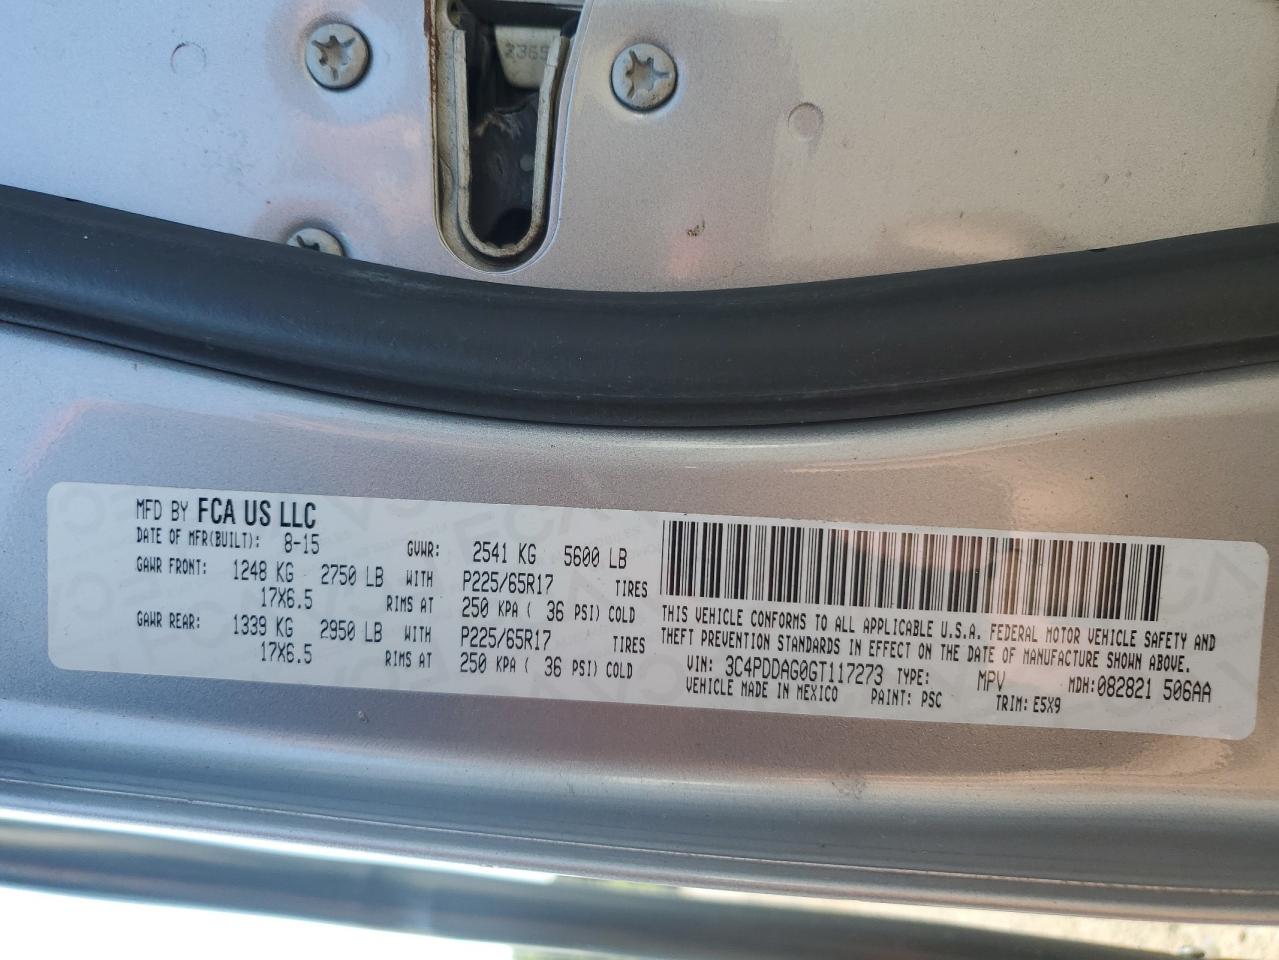 2365
MFD BY FCA US LLC
DATE OF MFR(BUILT): 8-15 GVWR: 2541 KG 5600 LB
GAWR FRONT: 1248 KG 2750 LB WITH P225/65R17 TIRES
17X6.5 RIMS AT 250 KPA ( 36 PSI) COLD
GAWR REAR: 1339 KG 2950 LB WITH P225/65R17 TIRES
17X6.5 RIMS AT 250 KPA ( 36 PSI) COLD
THIS VEHICLE CONFORMS TO ALL APPLICABLE U.S.A. FEDERAL MOTOR VEHICLE SAFETY AND
THEFT PREVENTION STANDARDS IN EFFECT ON THE DATE OF MANUFACTURE SHOWN ABOVE.
VIN: 3C4PDDAG0GT117273 TYPE: MPV MDH:082821 506AA
VEHICLE MADE IN MEXICO PAINT: PSC TRIM: E5X9